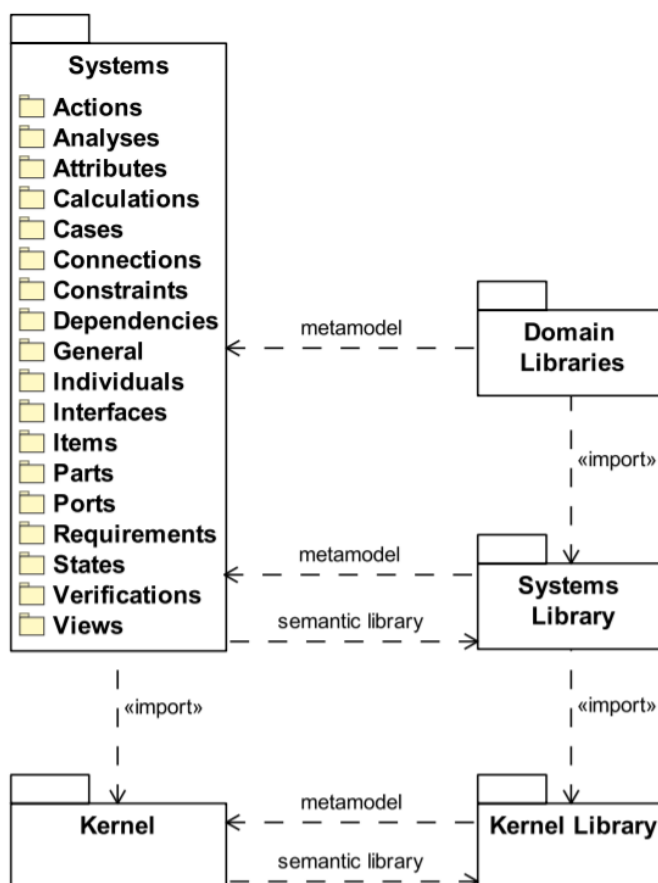 Systems
Actions
Analyses
Attributes
Calculations
Cases
Connections
Constraints
Dependencies
General
Individuals
Interfaces
Items
Parts
Ports
Requirements
States
Verifications
Views
metamodel
Domain
Libraries
«import»
metamodel
semantic library
Systems
Library
«import»
«import»
Kernel
metamodel
semantic library
Kernel Library